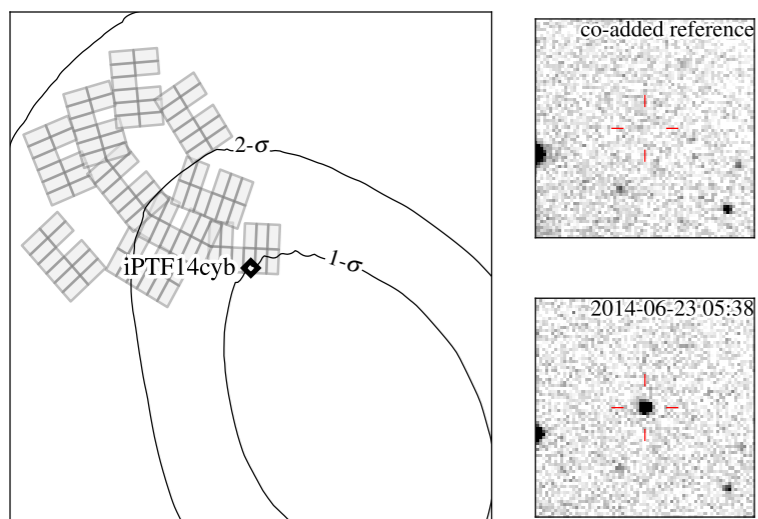 2-σ
iPTF14cyb
1-σ
co-added reference
2014-06-23 05:38